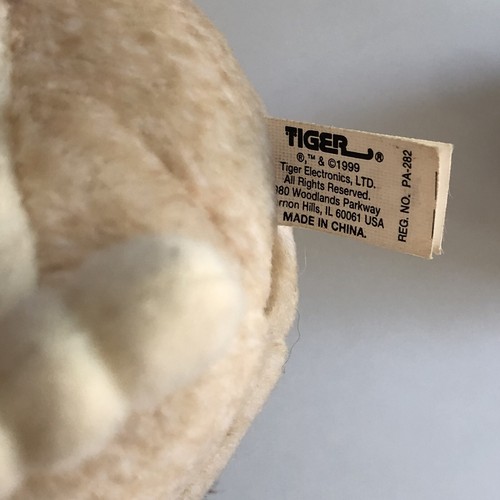 TIGER®
®,™ & ©1999
Tiger Electronics, LTD.
All Rights Reserved.
980 Woodlands Parkway
Vernon Hills, IL 60061 USA
MADE IN CHINA.
REG. NO. PA-282